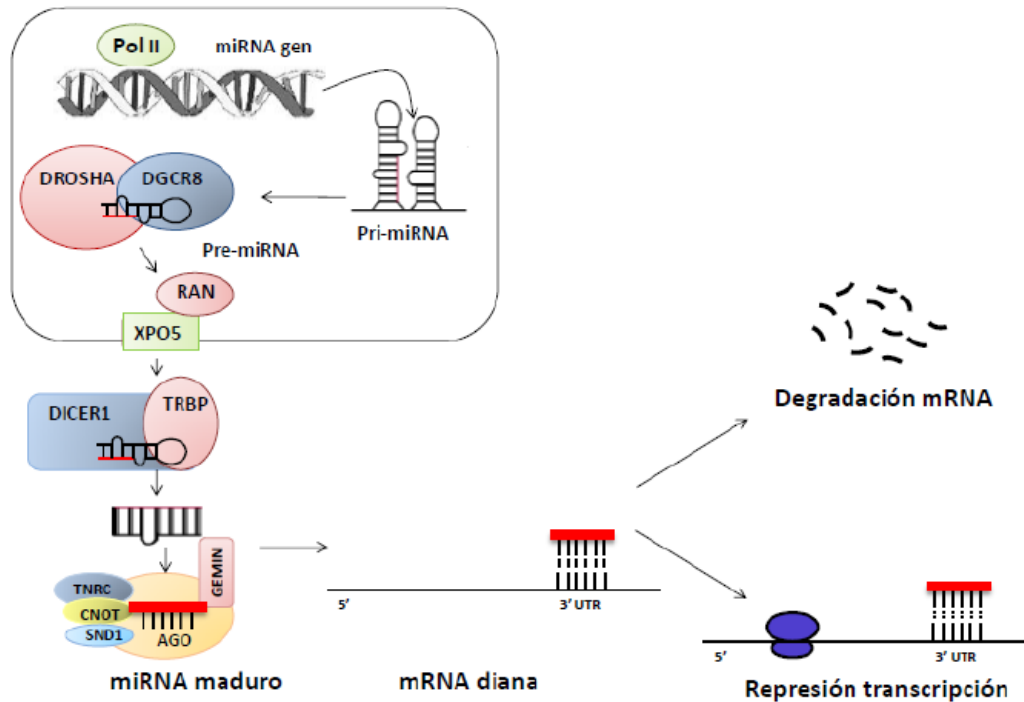 Pol II
miRNA gen
DROSHA
DGCR8
Pri-miRNA
Pre-miRNA
RAN
XPO5
DICER1
TRBP
GEMIN
TNRC
CNOT
SND1
AGO
miRNA maduro
5’
3’ UTR
mRNA diana
Degradación mRNA
5’
3’ UTR
Represión transcripción